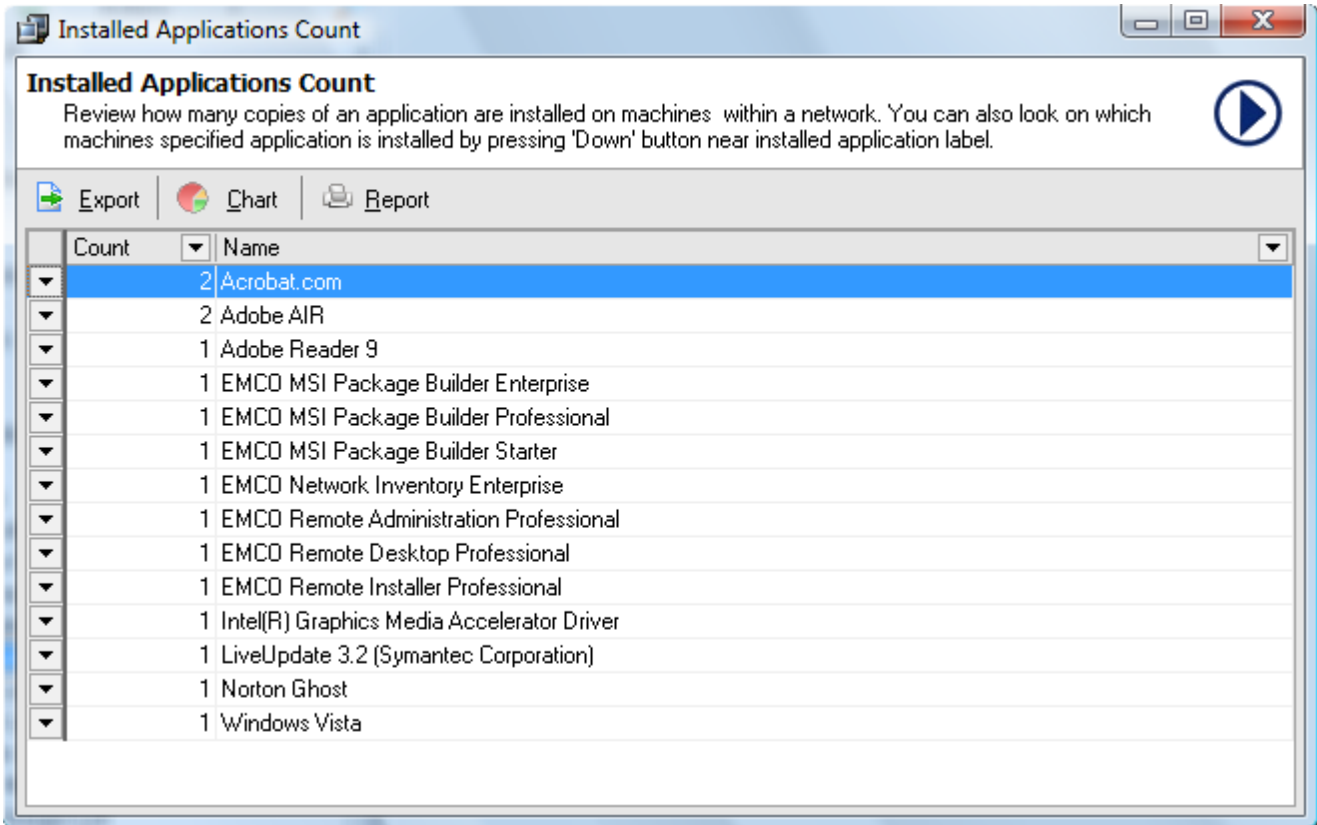 Installed Applications Count
Installed Applications Count
Review how many copies of an application are installed on machines  within a network. You can also look on which
machines specified application is installed by pressing 'Down' button near installed application label.
Export Chart Report
Count Name
2 Acrobat.com
2 Adobe AIR
1 Adobe Reader 9
1 EMCO MSI Package Builder Enterprise
1 EMCO MSI Package Builder Professional
1 EMCO MSI Package Builder Starter
1 EMCO Network Inventory Enterprise
1 EMCO Remote Administration Professional
1 EMCO Remote Desktop Professional
1 EMCO Remote Installer Professional
1 Intel(R) Graphics Media Accelerator Driver
1 LiveUpdate 3.2 (Symantec Corporation)
1 Norton Ghost
1 Windows Vista